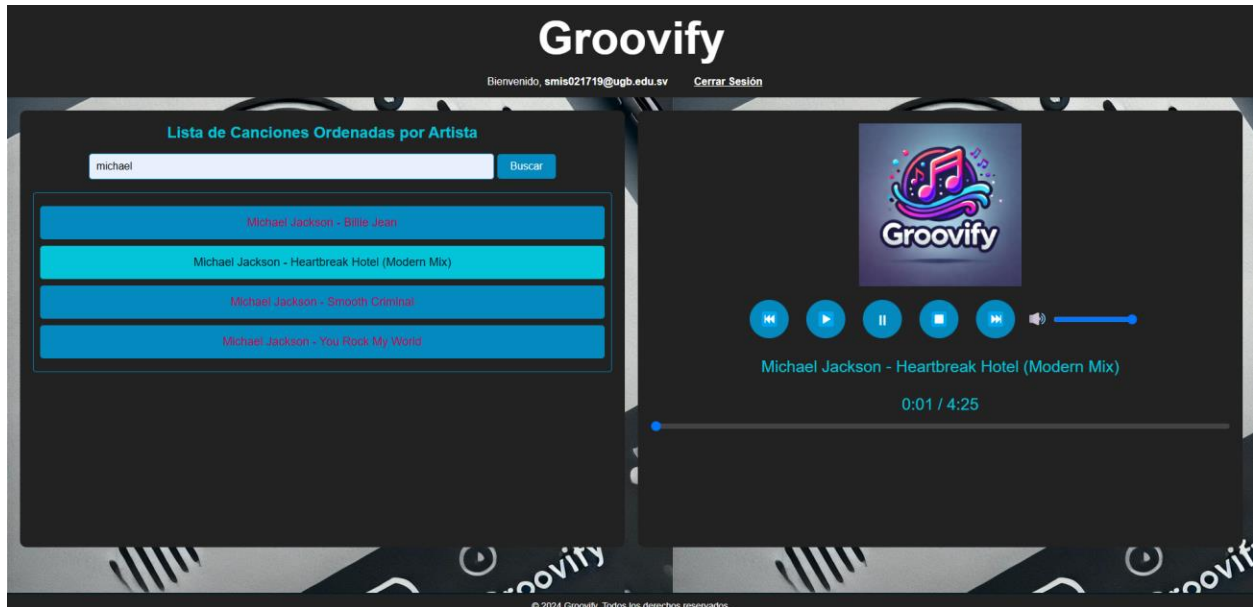 Groovify
Bienvenido, smis021719@ugb.edu.sv Cerrar Sesión
Lista de Canciones Ordenadas por Artista
michael Buscar
Michael Jackson - Billie Jean
Michael Jackson - Heartbreak Hotel (Modern Mix)
Michael Jackson - Smooth Criminal
Michael Jackson - You Rock My World
Groovify
Michael Jackson - Heartbreak Hotel (Modern Mix)
0:01 / 4:25
© 2024 Groovify. Todos los derechos reservados.